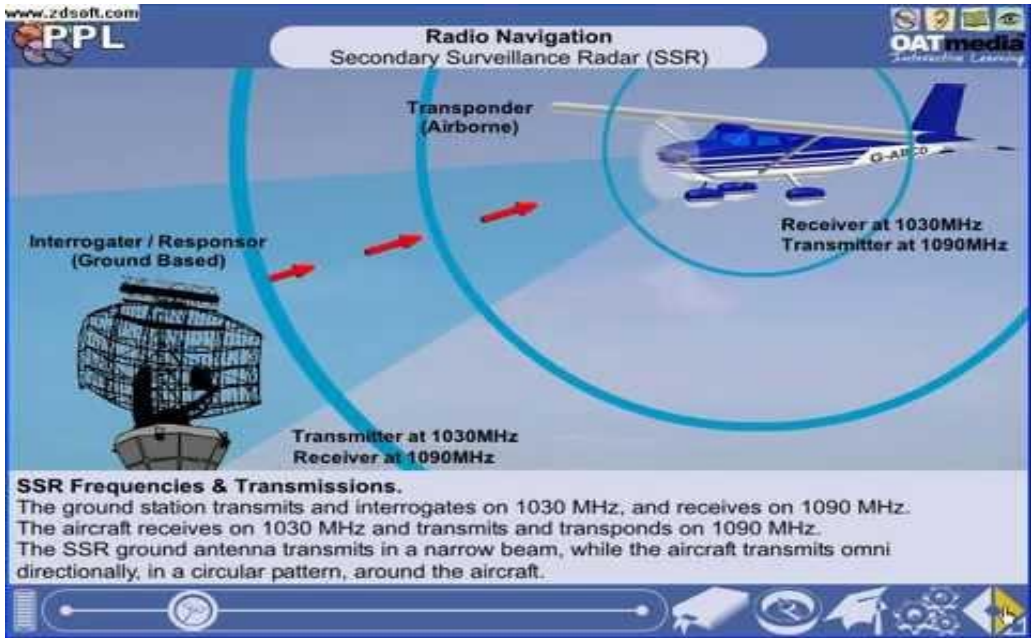 www.zdsoft.com
PPL
Radio Navigation
Secondary Surveillance Radar (SSR)
OATmedia
Interactive Learning
Transponder
(Airborne)
G-ABCD
Receiver at 1030MHz
Transmitter at 1090MHz
Interrogater / Responsor
(Ground Based)
Transmitter at 1030MHz
Receiver at 1090MHz
SSR Frequencies & Transmissions.
The ground station transmits and interrogates on 1030 MHz, and receives on 1090 MHz.
The aircraft receives on 1030 MHz and transmits and transponds on 1090 MHz.
The SSR ground antenna transmits in a narrow beam, while the aircraft transmits omni
directionally, in a circular pattern, around the aircraft.